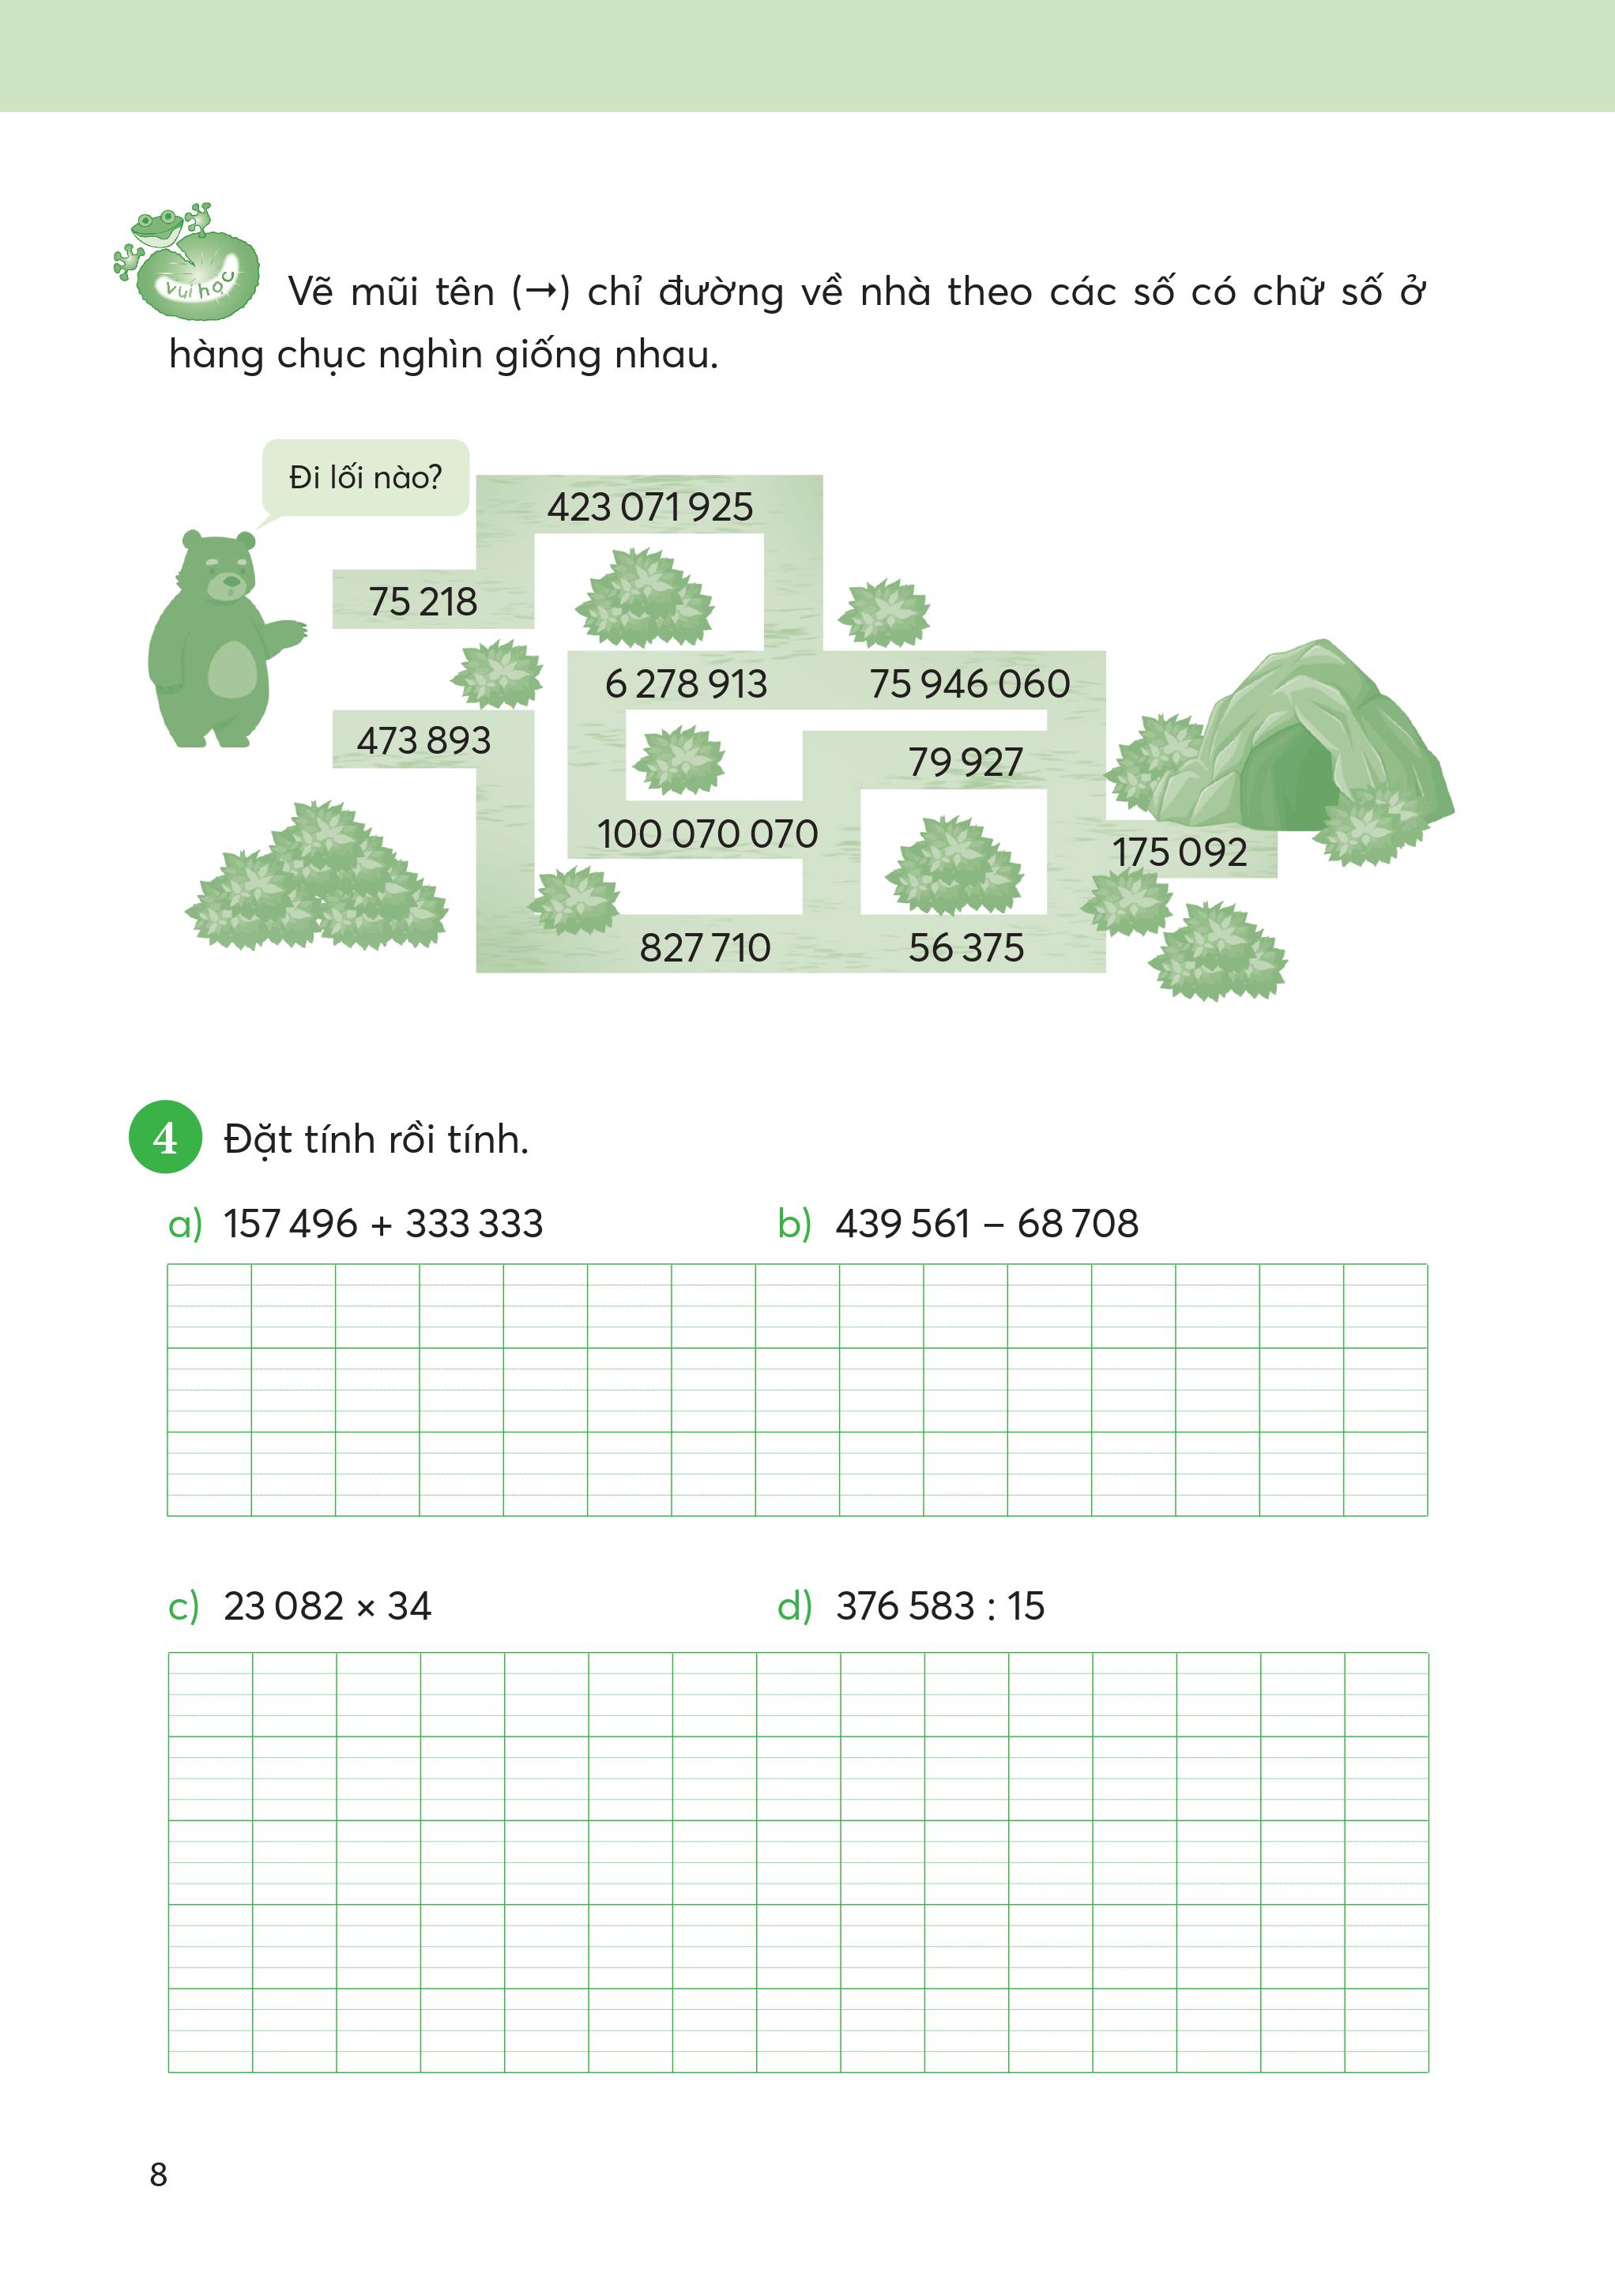 vui học
Vẽ mũi tên (→) chỉ đường về nhà theo các số có chữ số ở
hàng chục nghìn giống nhau.
Đi lối nào?
423 071 925
75 218
6 278 913 75 946 060
473 893
79 927
100 070 070
175 092
827 710 56 375
4 Đặt tính rồi tính.
a) 157 496 + 333 333 b) 439 561 – 68 708
c) 23 082 × 34 d) 376 583 : 15
8